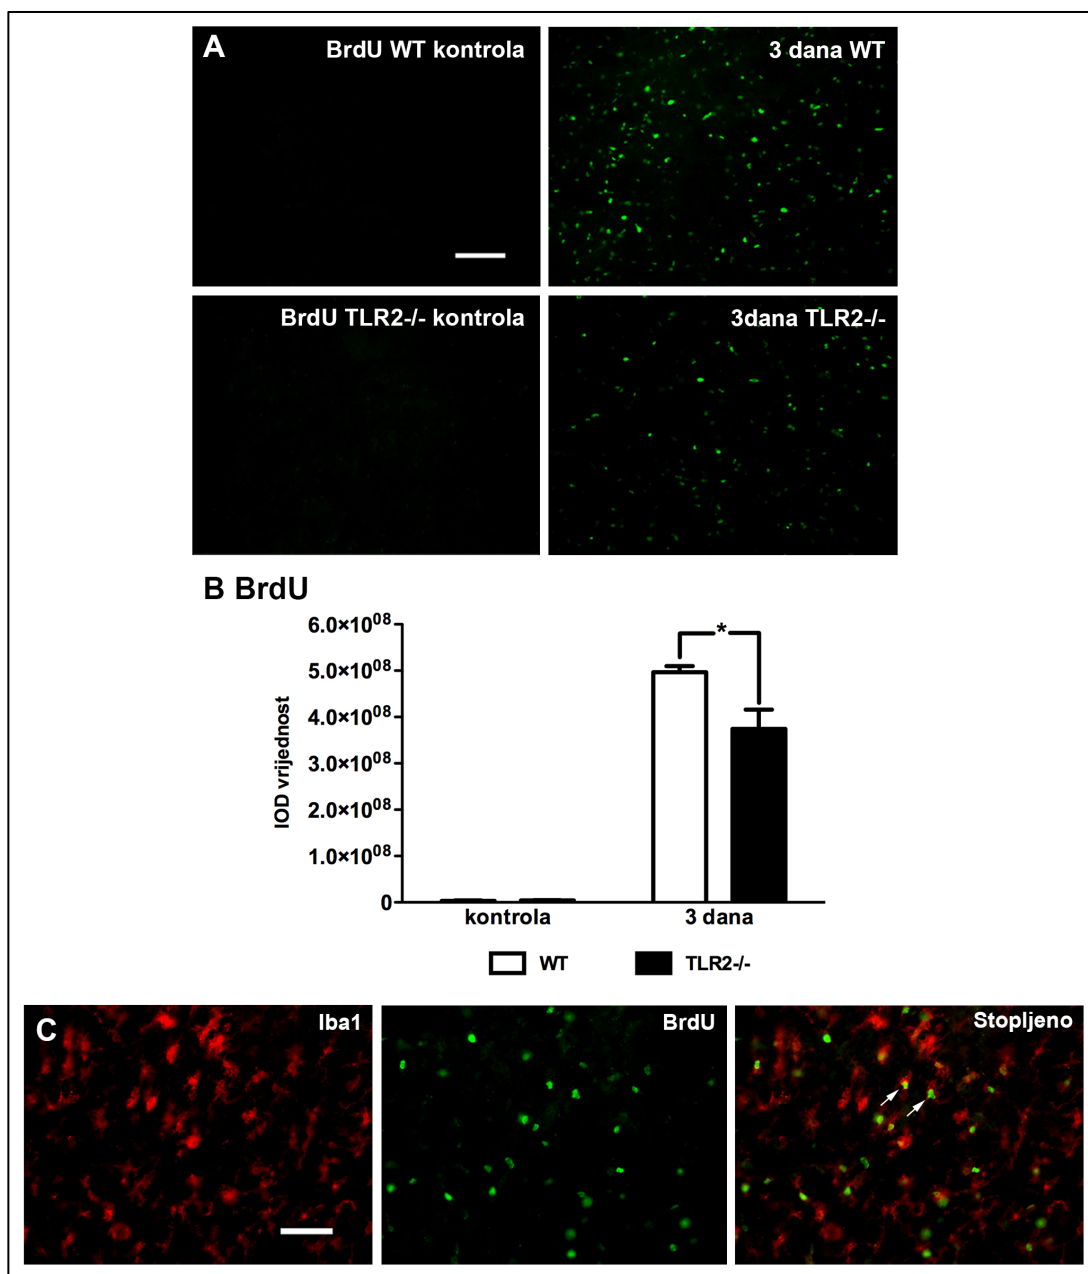 A
BrdU WT kontrola
3 dana WT
BrdU TLR2-/- kontrola
3dana TLR2-/-
B BrdU
6.0×10⁰⁸
5.0×10⁰⁸
4.0×10⁰⁸
3.0×10⁰⁸
2.0×10⁰⁸
1.0×10⁰⁸
0
IOD vrijednost
*
kontrola
3 dana
WT
TLR2-/-
C
Iba1
BrdU
Stopljeno